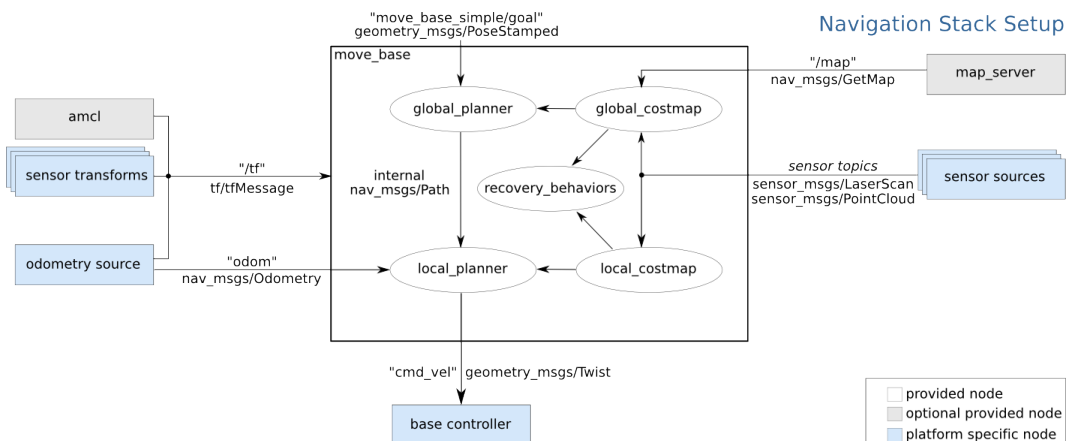 Navigation Stack Setup
"move_base_simple/goal"
geometry_msgs/PoseStamped
move_base
"/map"
nav_msgs/GetMap
map_server
global_planner
global_costmap
amcl
sensor transforms
"/tf"
tf/tfMessage
internal
nav_msgs/Path
recovery_behaviors
sensor topics
sensor_msgs/LaserScan
sensor_msgs/PointCloud
sensor sources
odometry source
"odom"
nav_msgs/Odometry
local_planner
local_costmap
"cmd_vel"
geometry_msgs/Twist
base controller
provided node
optional provided node
platform specific node